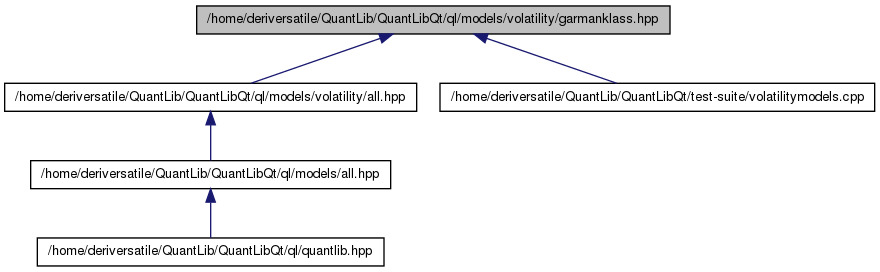 /home/deriversatile/QuantLib/QuantLibQt/ql/models/volatility/garmanklass.hpp
/home/deriversatile/QuantLib/QuantLibQt/ql/models/volatility/all.hpp
/home/deriversatile/QuantLib/QuantLibQt/test-suite/volatilitymodels.cpp
/home/deriversatile/QuantLib/QuantLibQt/ql/models/all.hpp
/home/deriversatile/QuantLib/QuantLibQt/ql/quantlib.hpp